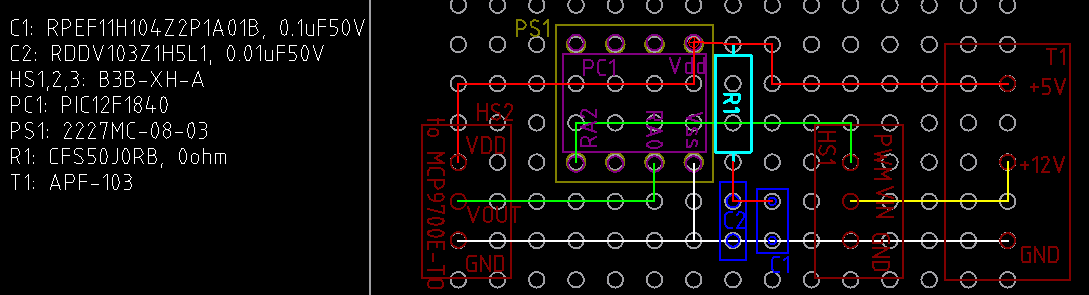 C1: RPEF11H104Z2P1A01B, 0.1uF50V
C2: RDDV103Z1H5L1, 0.01uF50V
HS1,2,3: B3B-XH-A
PC1: PIC12F1840
PS1: 2227MC-08-03
R1: CFS50J0RB, 0ohm
T1: APF-103
PS1
PC1
Vdd
RA2
RA0
Vss
R1
HS2
to MCP9700E-To
VDD
VOUT
GND
C2
C1
HS1
PWM
VIN
GND
T1
+5V
+12V
GND